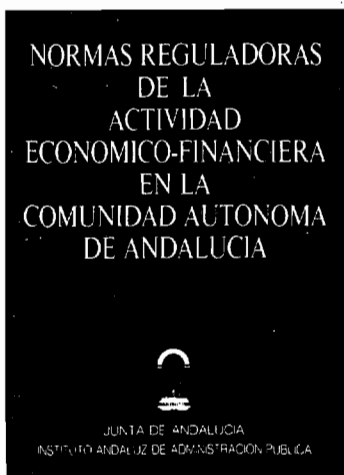 NORMAS REGULADORAS
DE LA
ACTIVIDAD
ECONOMICO-FINANCIERA
EN LA
COMUNIDAD AUTONOMA
DE ANDALUCIA
JUNTA DE ANDALUCIA
INSTITUTO ANDALUZ DE ADMINISTRACION PUBLICA